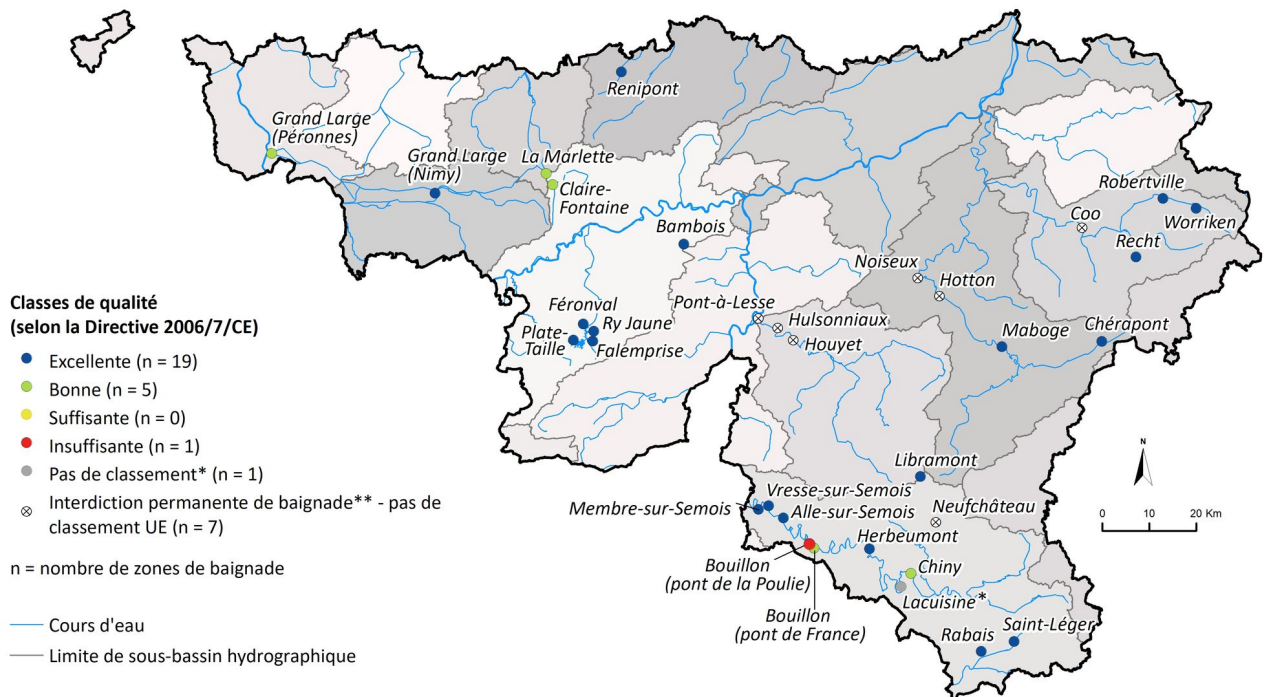 Renipont
Grand Large
(Péronnes)
Grand Large
(Nimy)
La Marlette
Claire-
Fontaine
Robertville
Coo
Worriken
Recht
Bambois
Noiseux
Hotton
Féronval
Ry Jaune
Plate-
Taille
Falemprise
Pont-à-Lesse
Hulsonniaux
Houyet
Maboge
Chérapont
Libramont
Vresse-sur-Semois
Membre-sur-Semois
Alle-sur-Semois
Neufchâteau
Herbeumont
Bouillon
(pont de la Poulie)
Chiny
Bouillon
(pont de France)
Lacuisine*
Rabais
Saint-Léger
Classes de qualité
(selon la Directive 2006/7/CE)
Excellente (n = 19)
Bonne (n = 5)
Suffisante (n = 0)
Insuffisante (n = 1)
Pas de classement* (n = 1)
Interdiction permanente de baignade** - pas de
classement UE (n = 7)
n = nombre de zones de baignade
Cours d'eau
Limite de sous-bassin hydrographique
N
0 10 20 Km